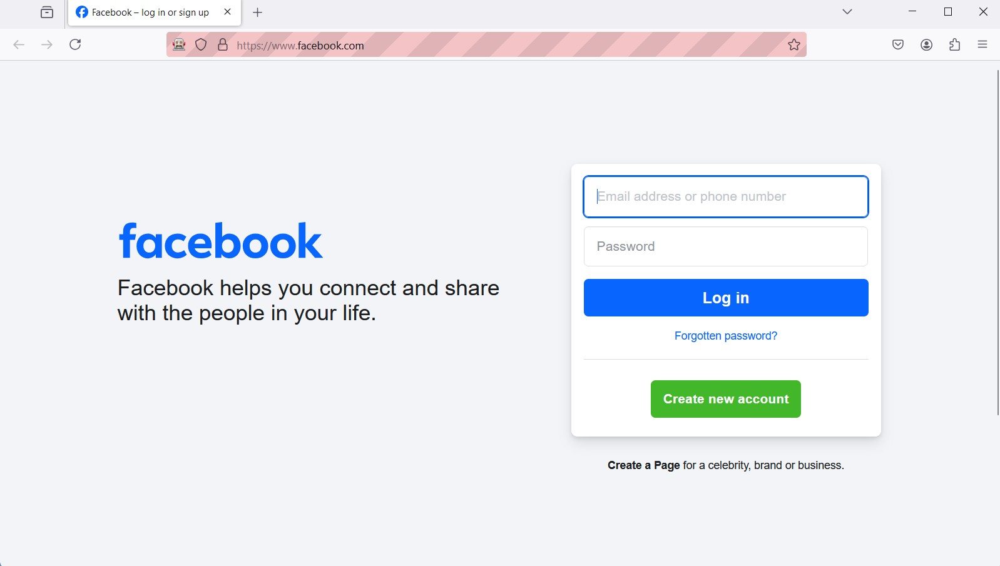 Facebook – log in or sign up
https://www.facebook.com
facebook
Facebook helps you connect and share
with the people in your life.
Email address or phone number
Password
Log in
Forgotten password?
Create new account
Create a Page for a celebrity, brand or business.